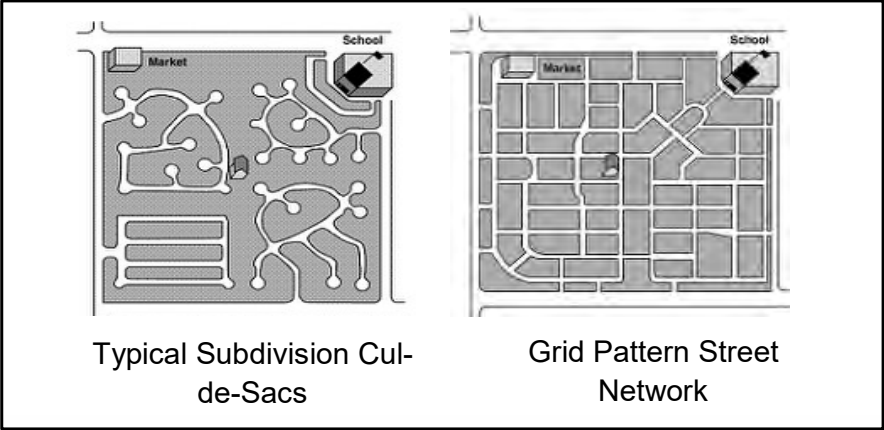 School
Market
School
Market
Typical Subdivision Cul-
de-Sacs
Grid Pattern Street
Network